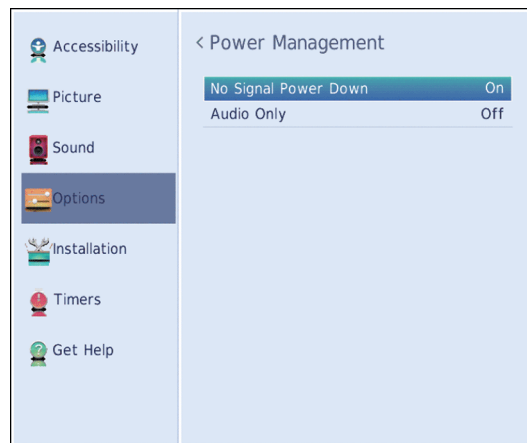 Accessibility
Picture
Sound
Options
Installation
Timers
Get Help
< Power Management
No Signal Power Down On
Audio Only Off